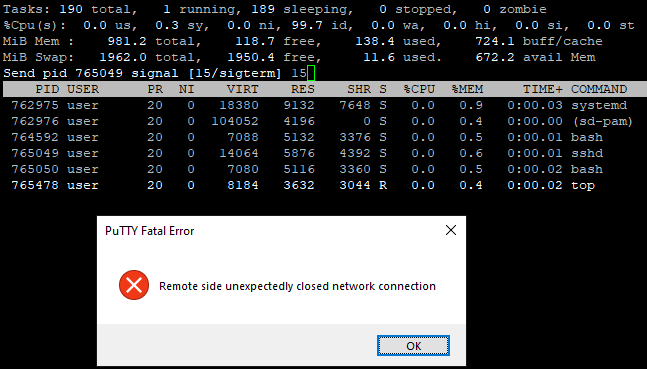 Tasks: 190 total,   1 running, 189 sleeping,   0 stopped,   0 zombie
%Cpu(s):  0.0 us,  0.3 sy,  0.0 ni, 99.7 id,  0.0 wa,  0.0 hi,  0.0 si,  0.0 st
MiB Mem :    981.2 total,    118.7 free,    138.4 used,    724.1 buff/cache
MiB Swap:   1962.0 total,   1950.4 free,     11.6 used.    672.2 avail Mem
Send pid 765049 signal [15/sigterm] 15
PID USER      PR  NI    VIRT    RES    SHR S  %CPU  %MEM     TIME+ COMMAND
762975 user      20   0   18380   9132   7648 S   0.0   0.9   0:00.03 systemd
762976 user      20   0  104052   4196      0 S   0.0   0.4   0:00.00 (sd-pam)
764592 user      20   0    7088   5132   3376 S   0.0   0.5   0:00.01 bash
765049 user      20   0   14064   5876   4392 S   0.0   0.6   0:00.01 sshd
765050 user      20   0    7080   5116   3360 S   0.0   0.5   0:00.02 bash
765478 user      20   0    8184   3632   3044 R   0.0   0.4   0:00.02 top
PuTTY Fatal Error
Remote side unexpectedly closed network connection
OK